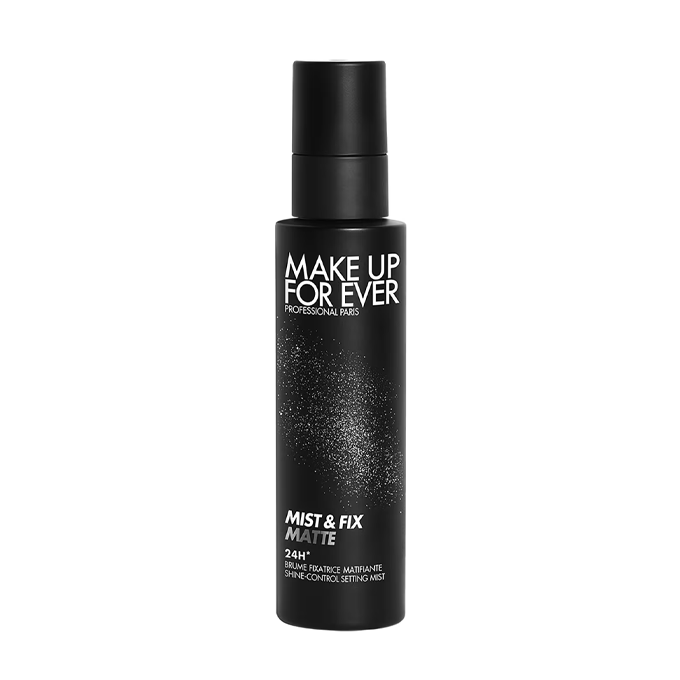 MAKE UP
FOR EVER
PROFESSIONAL PARIS
MIST & FIX
MATTE
24H*
BRUME FIXATRICE MATIFIANTE
SHINE-CONTROL SETTING MIST